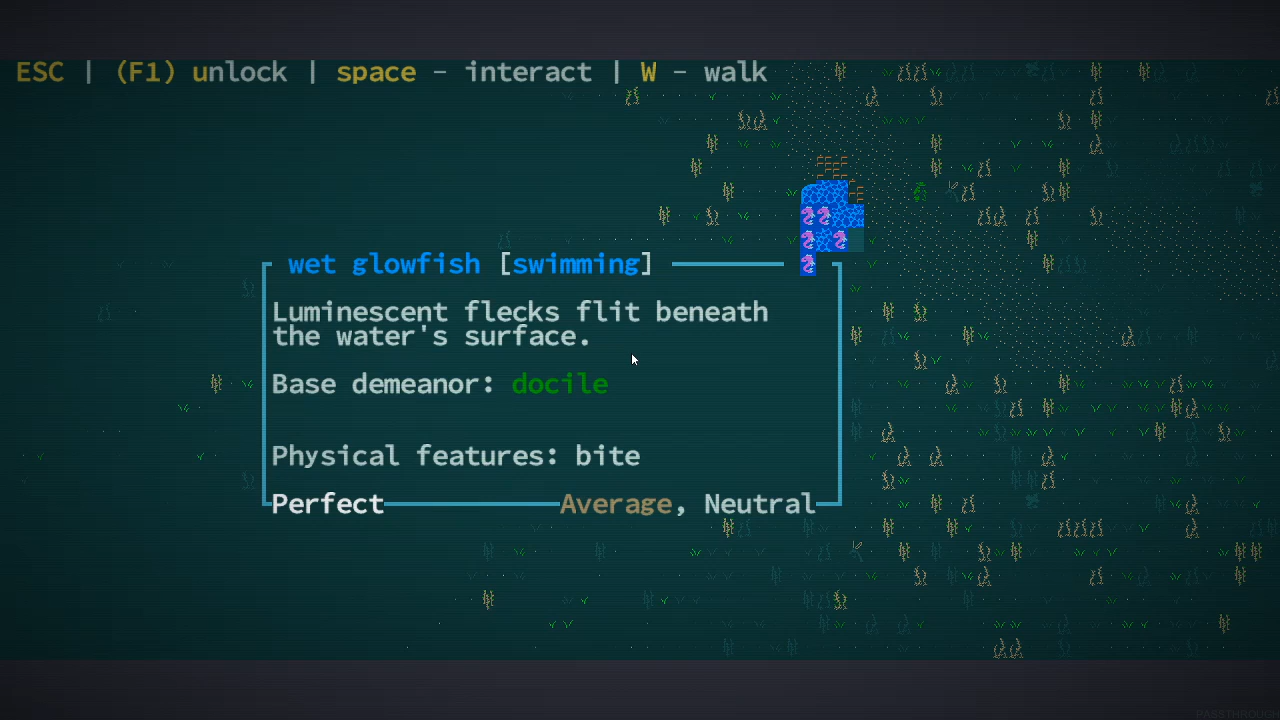 ESC | (F1) unlock | space - interact | W - walk
wet glowfish [swimming]
Luminescent flecks flit beneath
the water's surface.
Base demeanor: docile
Physical features: bite
Perfect
Average, Neutral